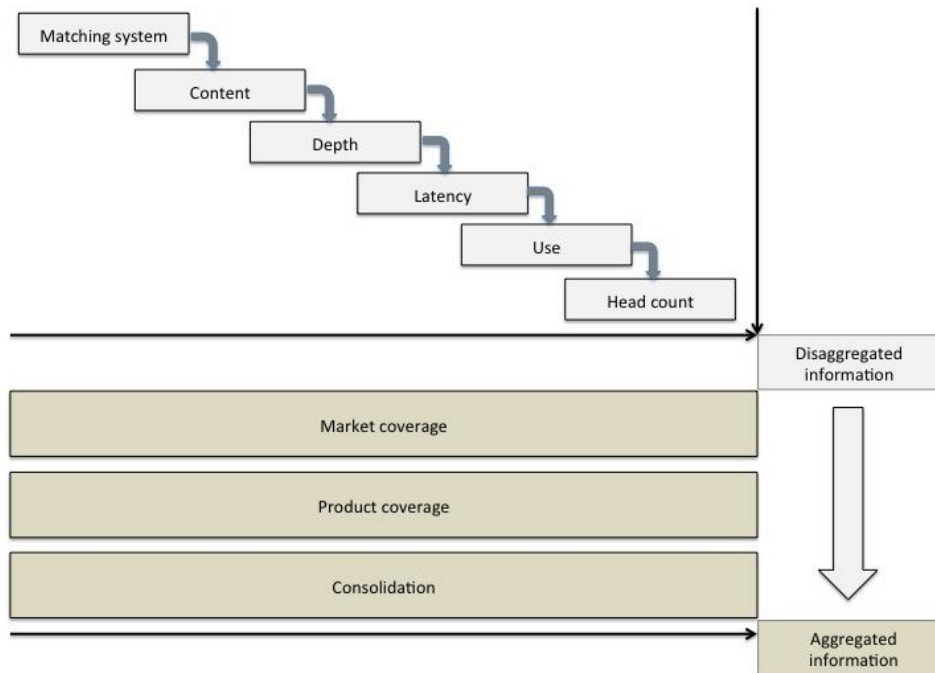 Matching system
Content
Depth
Latency
Use
Head count
Disaggregated
information
Market coverage
Product coverage
Consolidation
Aggregated
information